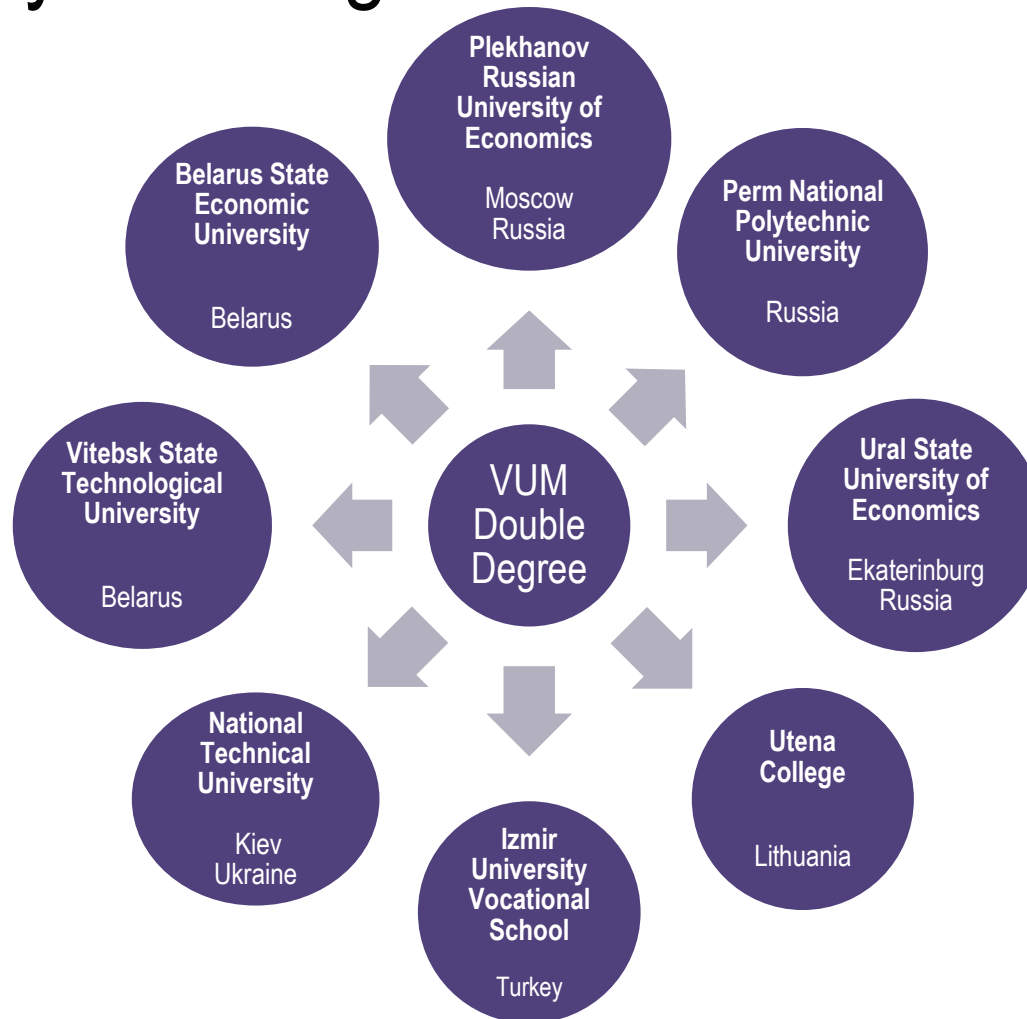 Plekhanov
Russian
University of
Economics
Moscow
Russia
Perm National
Polytechnic
University
Russia
Ural State
University of
Economics
Ekaterinburg
Russia
Utena
College
Lithuania
Izmir
University
Vocational
School
Turkey
National
Technical
University
Kiev
Ukraine
Vitebsk State
Technological
University
Belarus
Belarus State
Economic
University
Belarus
VUM
Double
Degree